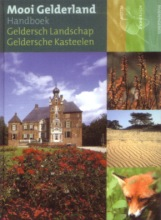 Mooi Gelderland
Handboek
Geldersch Landschap
Geldersche Kasteelen